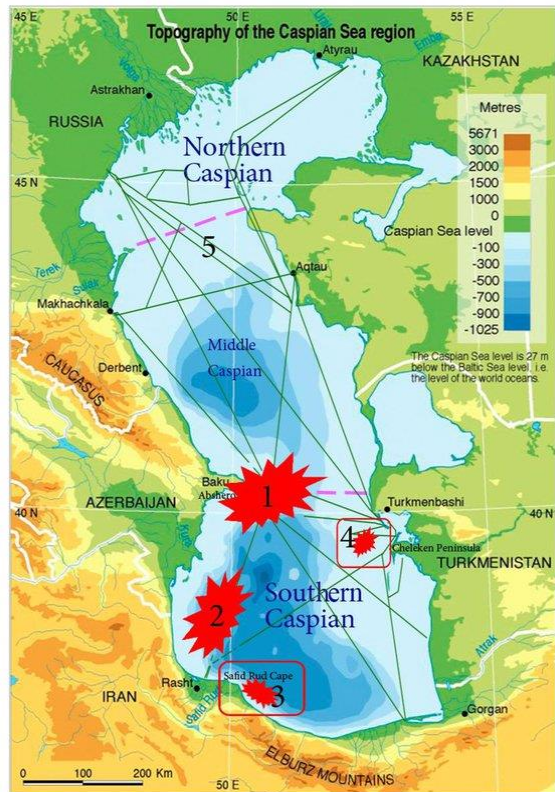 45 E
50 E
55 E
Topography of the Caspian Sea region
Atyrau
Emba
KAZAKHSTAN
Volga
Astrakhan
RUSSIA
Northern
Caspian
Metres
5671
3000
2000
1500
1000
0
Caspian Sea level
-100
-300
-500
-700
-900
-1025
45 N
45 N
5
Aqtau
Terek
Sulak
Makhachkala
The Caspian Sea level is 27 m
below the Baltic Sea level, i.e.
the level of the world oceans.
Middle
Caspian
Derbent
CAUCASUS
Baku
Abshero
1
AZERBAIJAN
40 N
Turkmenbashi
40 N
Kure
4
Cheleken Peninsula
TURKMENISTAN
2
Southern
Caspian
Atrak
Safid Rud Cape
Rasht
3
IRAN
Safid Rud
Gorgan
ELBURZ MOUNTAINS
0 100 200 Km
50 E